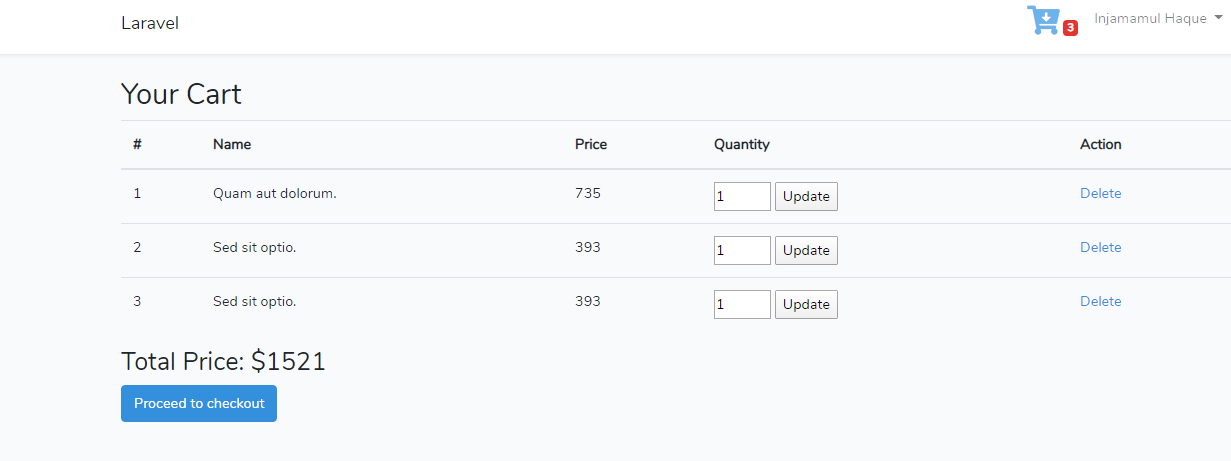 Laravel 3 Injamamul Haque
Your Cart
# Name Price Quantity Action
1 Quam aut dolorum. 735 1 Update Delete
2 Sed sit optio. 393 1 Update Delete
3 Sed sit optio. 393 1 Update Delete
Total Price: $1521
Proceed to checkout